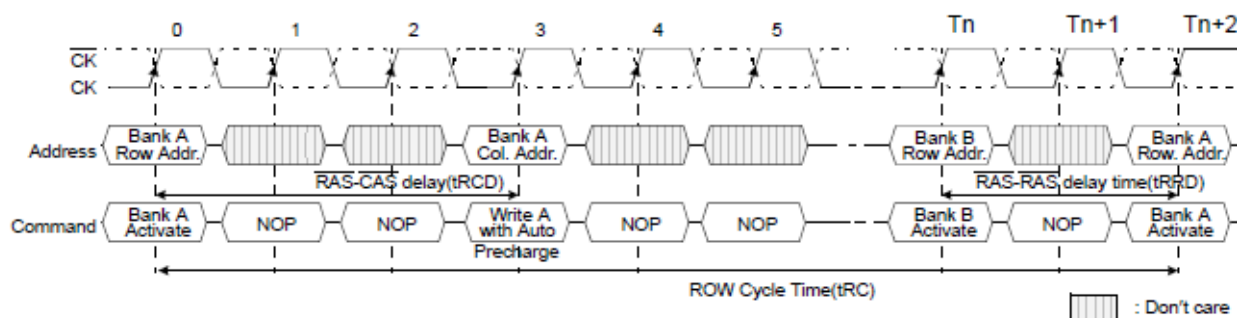 0 1 2 3 4 5 Tn Tn+1 Tn+2
CK
CK
Address
Bank A
Row Addr.
Bank A
Col. Addr.
Bank B
Row Addr.
Bank A
Row. Addr.
RAS-CAS delay(tRCD)
RAS-RAS delay time(tRRD)
Command
Bank A
Activate
NOP
NOP
Write A
with Auto
Precharge
NOP
NOP
Bank B
Activate
NOP
Bank A
Activate
ROW Cycle Time(tRC)
: Don't care